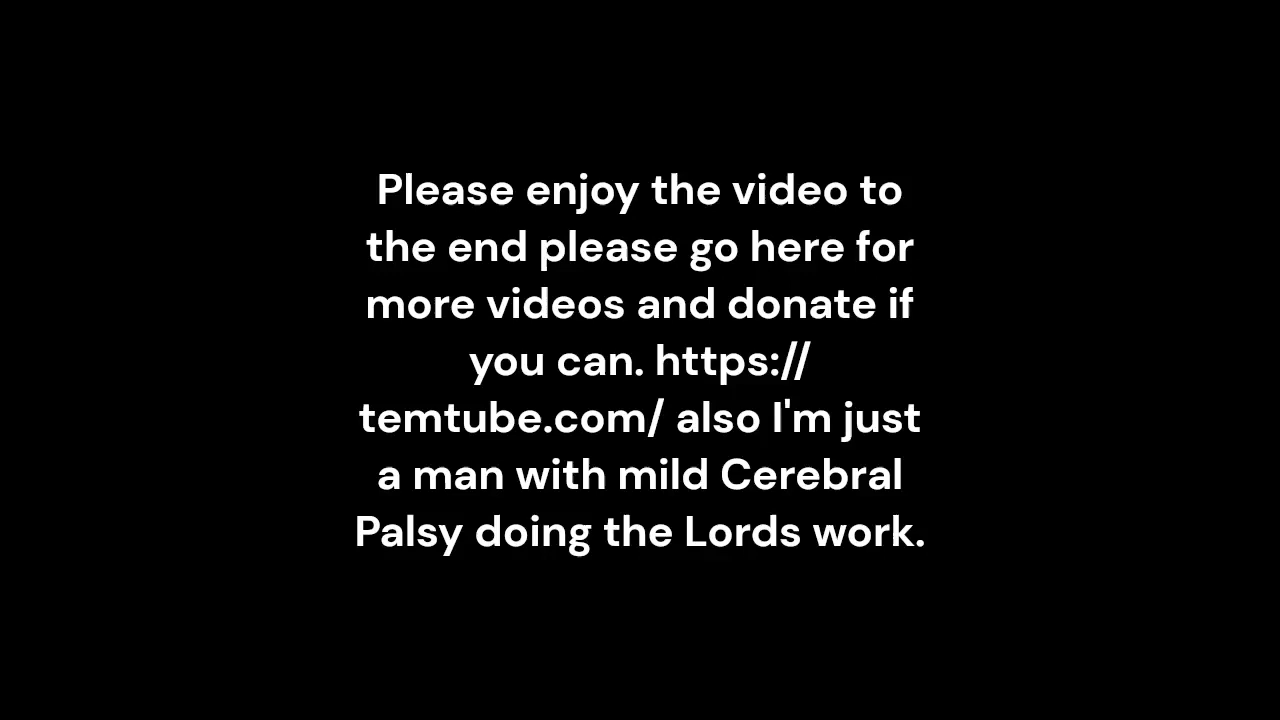 Please enjoy the video to
the end please go here for
more videos and donate if
you can. https://
temtube.com/ also I'm just
a man with mild Cerebral
Palsy doing the Lords work.